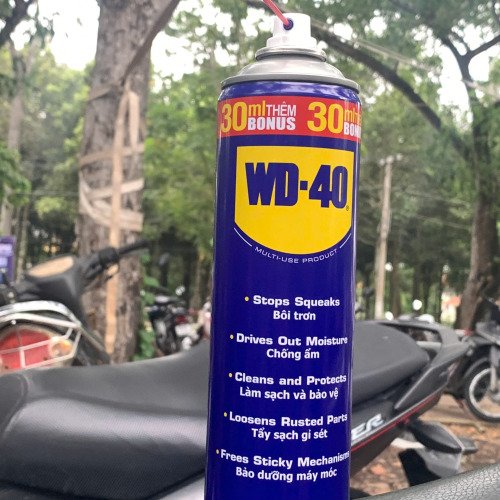 30ml THÊM BONUS 30ml BONUS
WD-40®
MULTI-USE PRODUCT
• Stops Squeaks
Bôi trơn
• Drives Out Moisture
Chống ẩm
• Cleans and Protects
Làm sạch và bảo vệ
• Loosens Rusted Parts
Tẩy sạch gỉ sét
• Frees Sticky Mechanisms
Bảo dưỡng máy móc